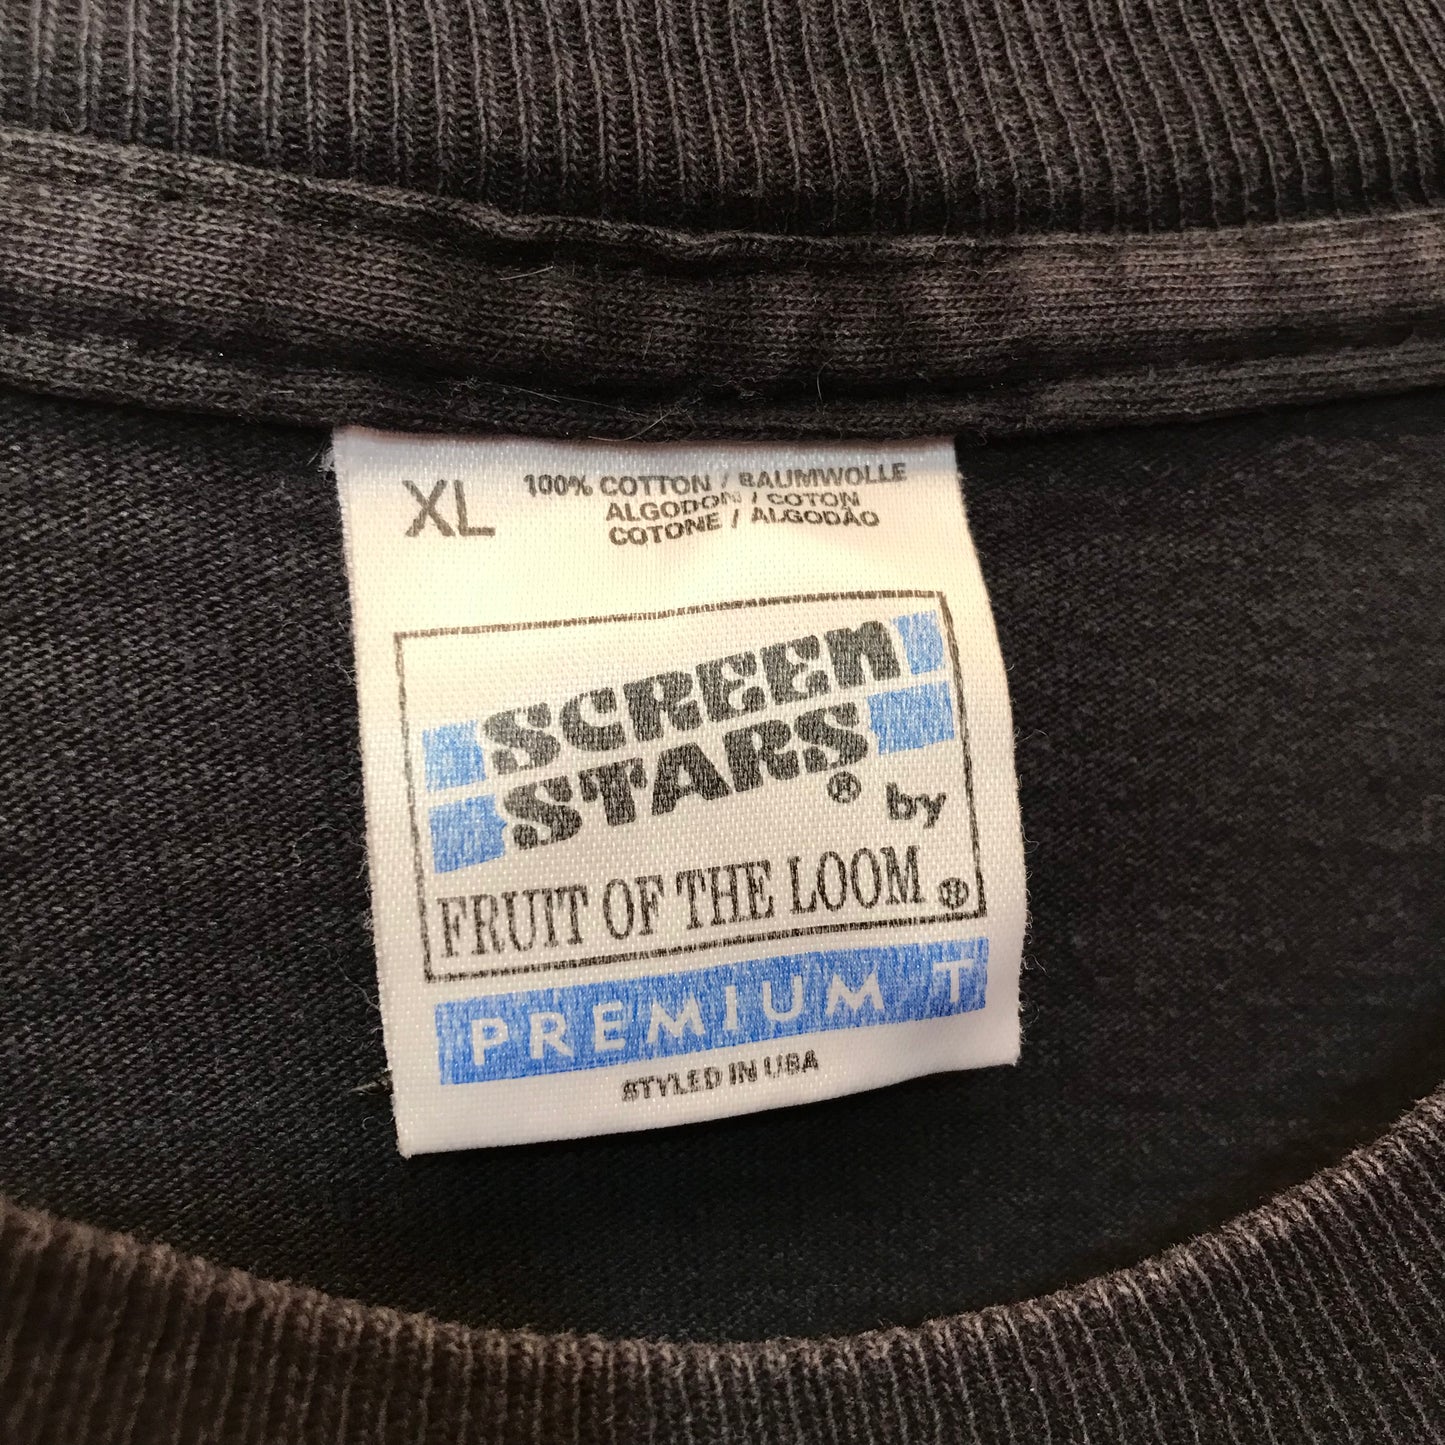 XL
100% COTTON / BAUMWOLLE
ALGODON / COTON
COTONE / ALGODÃO
SCREEN
STARS ® by
FRUIT OF THE LOOM ®
PREMIUM T
STYLED IN USA